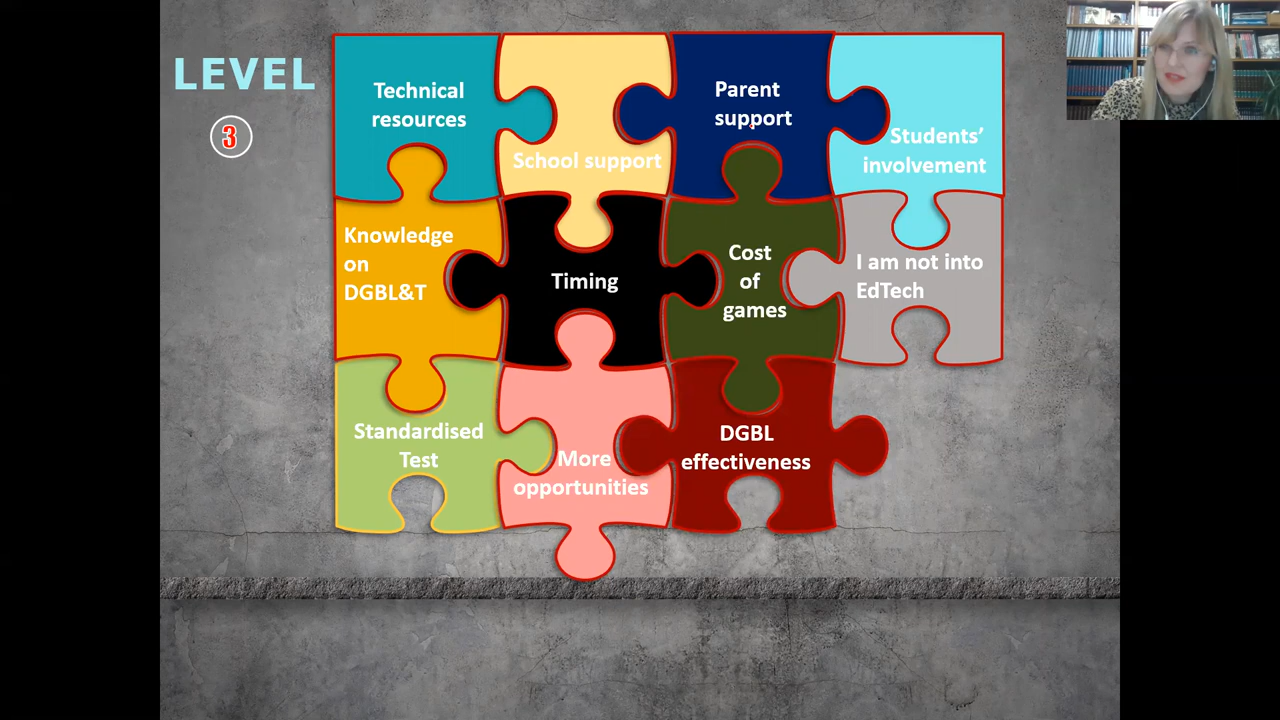 LEVEL
3
Technical
resources
School support
Parent
support
Students’
involvement
Knowledge
on
DGBL&T
Timing
Cost
of
games
I am not into
EdTech
Standardised
Test
More
opportunities
DGBL
effectiveness